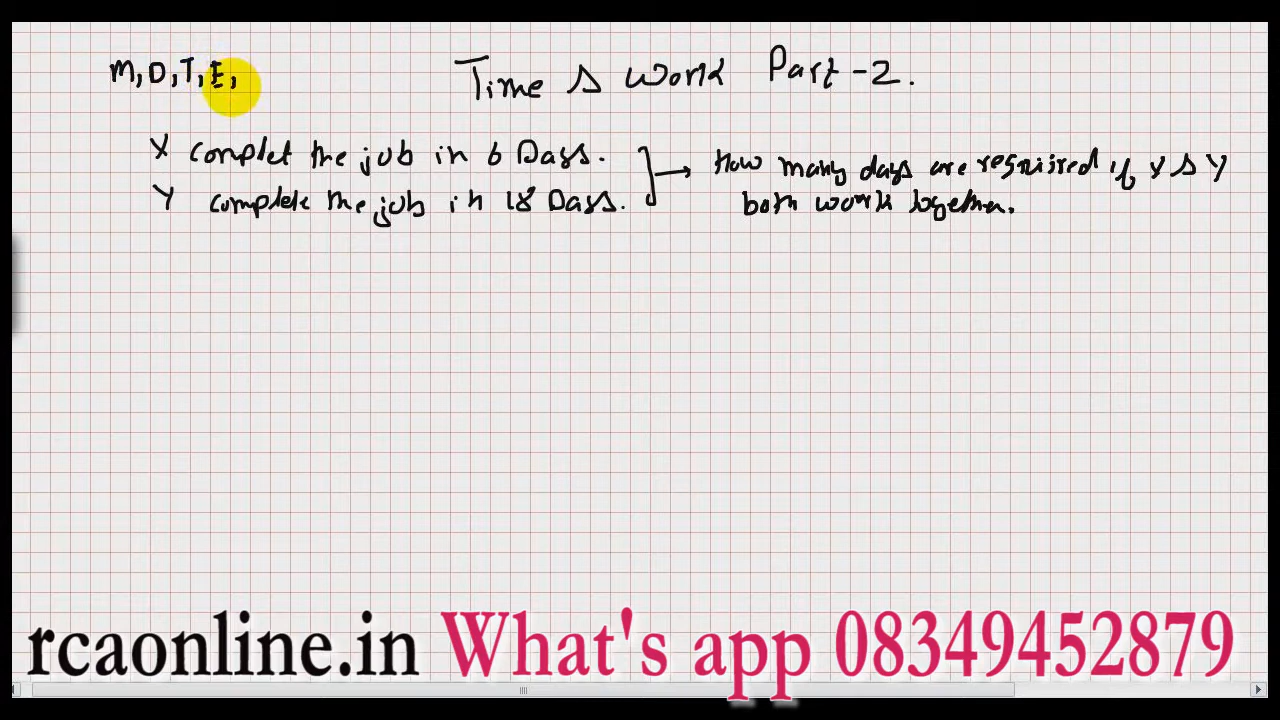 M, D, T, E,
Time & Work Part-2.
X complet the job in 6 Days.
Y complete the job in 18 Days.
How many days are required if X & Y
both work together.
rcaonline.in What's app 08349452879